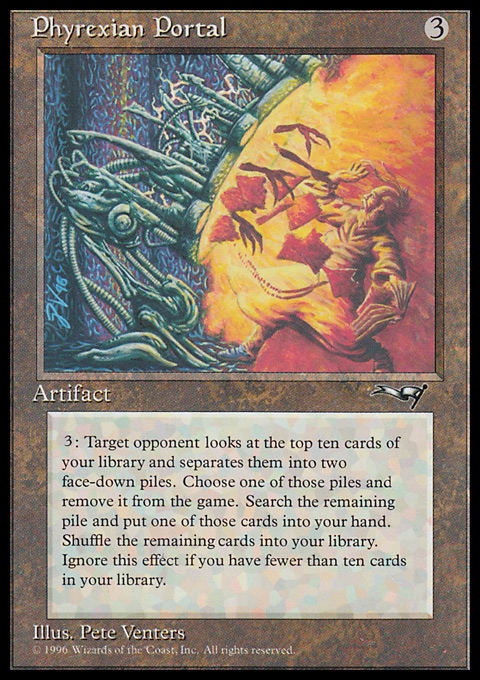 Phyrexian Portal
3
Artifact
3: Target opponent looks at the top ten cards of
your library and separates them into two
face-down piles. Choose one of those piles and
remove it from the game. Search the remaining
pile and put one of those cards into your hand.
Shuffle the remaining cards into your library.
Ignore this effect if you have fewer than ten cards
in your library.
Illus. Pete Venters
© 1996 Wizards of the Coast, Inc. All rights reserved.